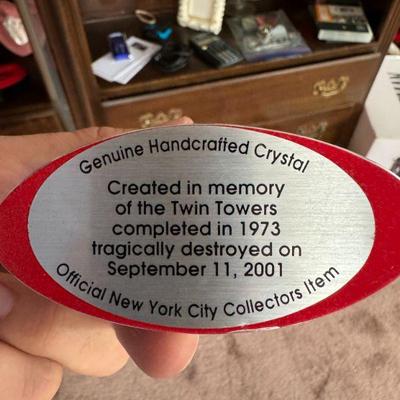 Genuine Handcrafted Crystal
Created in memory
of the Twin Towers
completed in 1973
tragically destroyed on
September 11, 2001
Official New York City Collectors Item